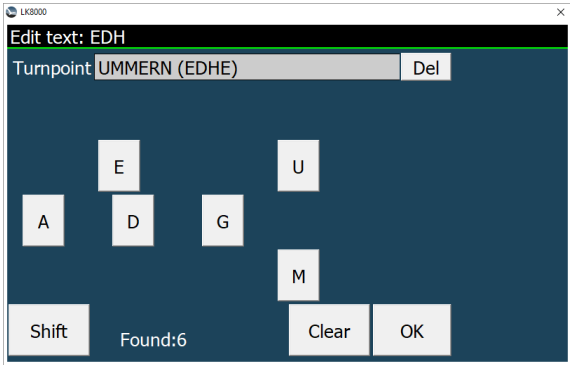 LK8000
Edit text: EDH
Turnpoint UMMERN (EDHE) Del
E U
A D G
M
Shift Found:6 Clear OK